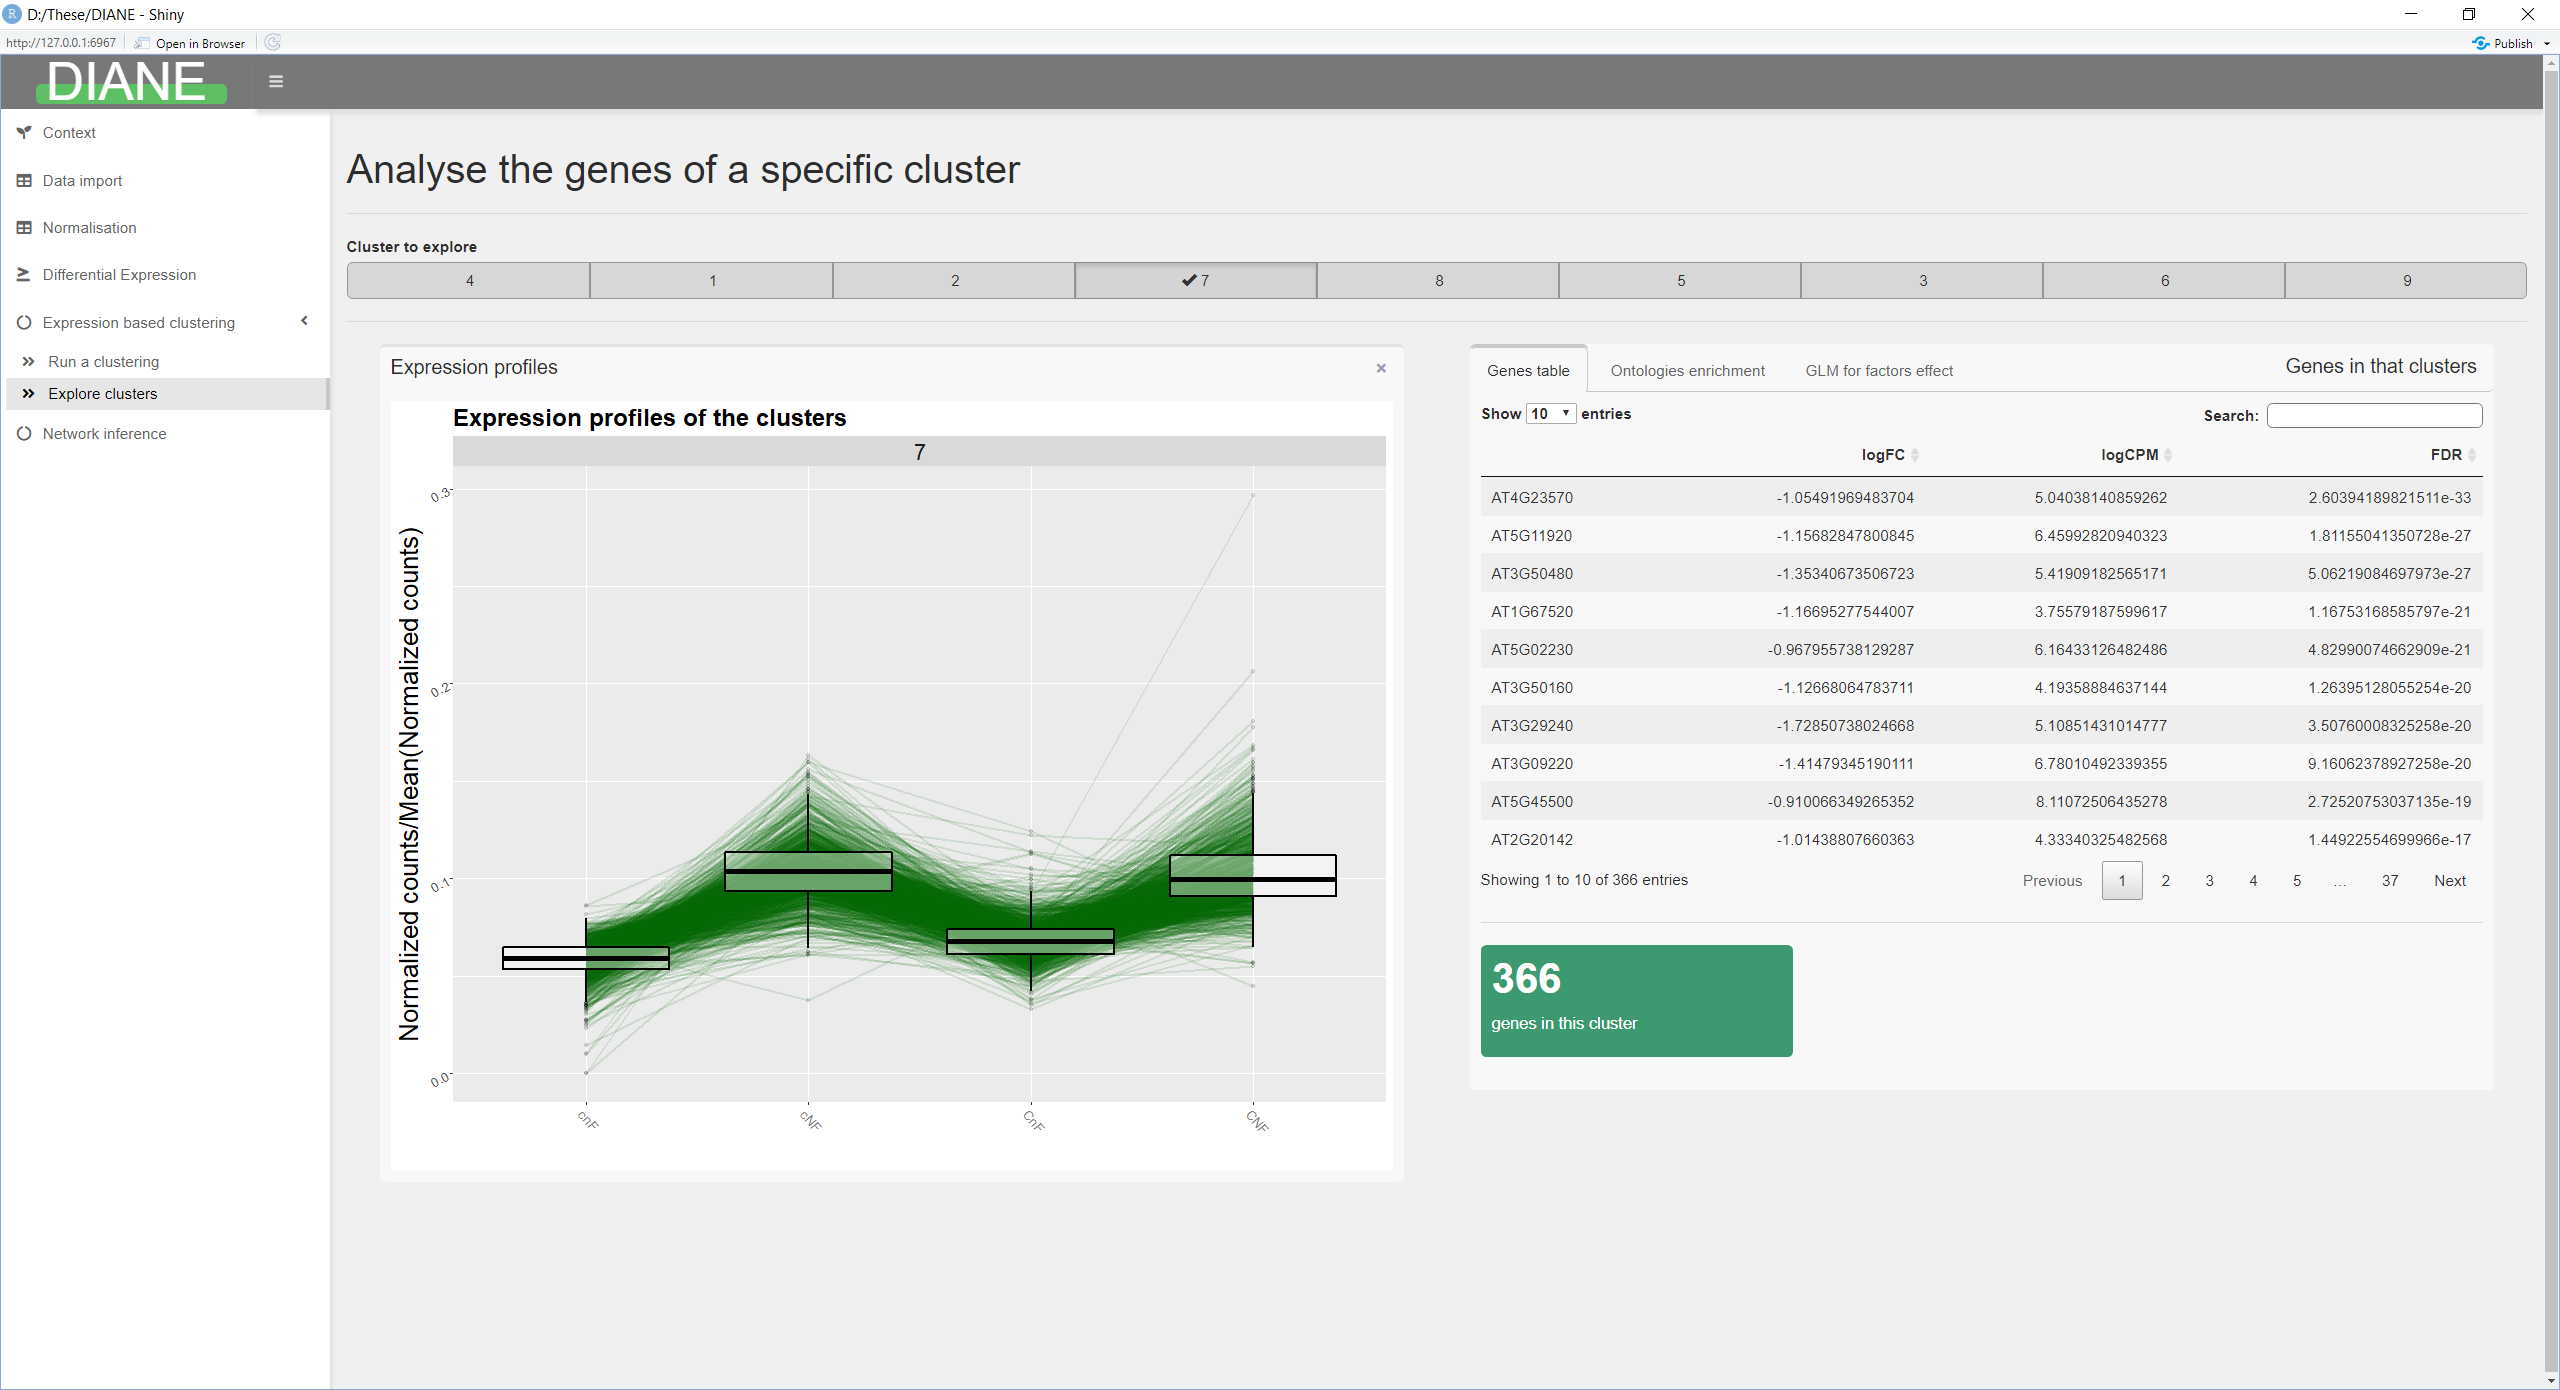 D:/These/DIANE - Shiny
http://127.0.0.1:6967 Open in Browser Publish
DIANE
Context
Data import
Normalisation
Differential Expression
Expression based clustering
Run a clustering
Explore clusters
Network inference
Analyse the genes of a specific cluster
Cluster to explore
4 1 2 7 8 5 3 6 9
Expression profiles
Expression profiles of the clusters
7
Normalized counts/Mean(Normalized counts)
0.3
0.2
0.1
0.0
cnF cNF CnF CNF
Genes table Ontologies enrichment GLM for factors effect Genes in that clusters
Show 10 entries Search:
logFC logCPM FDR
AT4G23570 -1.05491969483704 5.04038140859262 2.60394189821511e-33
AT5G11920 -1.15682847800845 6.45992820940323 1.81155041350728e-27
AT3G50480 -1.35340673506723 5.41909182565171 5.06219084697973e-27
AT1G67520 -1.16695277544007 3.75579187599617 1.16753168585797e-21
AT5G02230 -0.967955738129287 6.16433126482486 4.82990074662909e-21
AT3G50160 -1.12668064783711 4.19358884637144 1.26395128055254e-20
AT3G29240 -1.72850738024668 5.10851431014777 3.50760008325258e-20
AT3G09220 -1.41479345190111 6.78010492339355 9.16062378927258e-20
AT5G45500 -0.910066349265352 8.11072506435278 2.72520753037135e-19
AT2G20142 -1.01438807660363 4.33340325482568 1.44922554699966e-17
Showing 1 to 10 of 366 entries Previous 1 2 3 4 5 … 37 Next
366
genes in this cluster